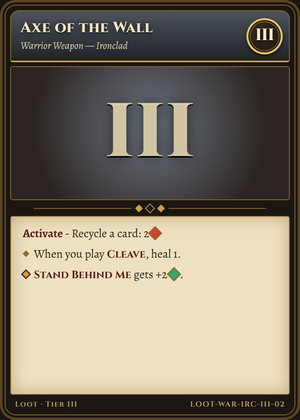 Axe of the Wall
III
Warrior Weapon — Ironclad
III
Activate - Recycle a card: 2
When you play Cleave, heal 1.
Stand Behind Me gets +2.
Loot · Tier III
LOOT-WAR-IRC-III-02